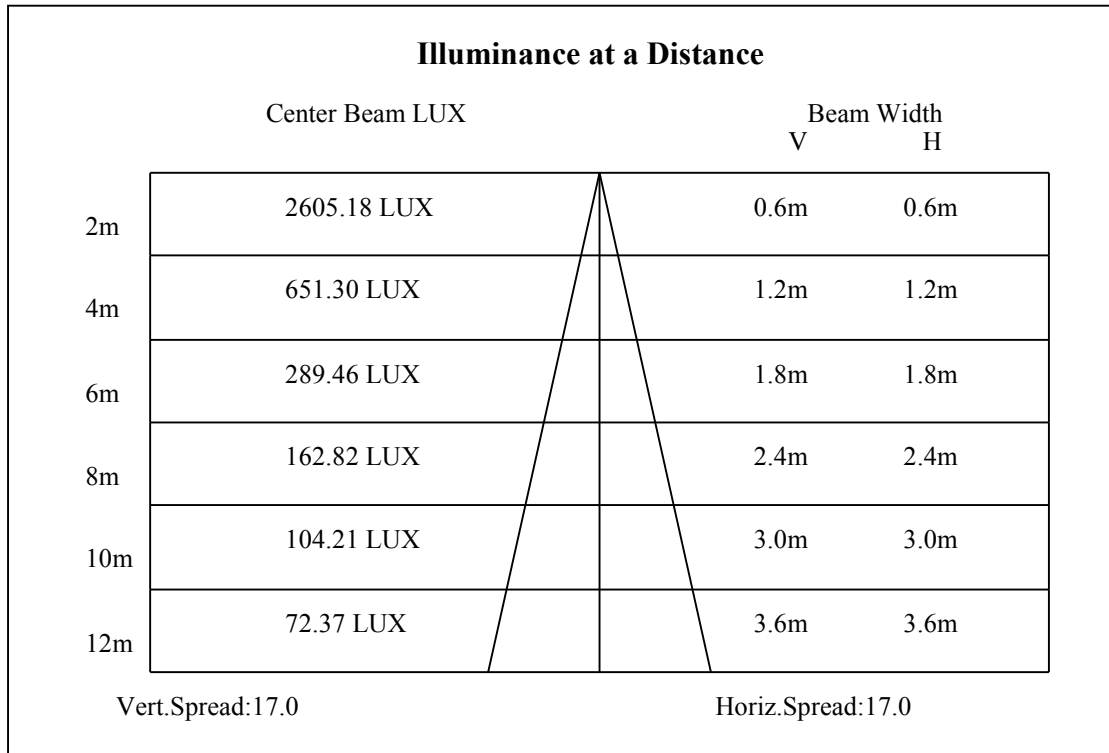 Illuminance at a Distance
Center Beam LUX Beam Width
V H
2m 2605.18 LUX 0.6m 0.6m
4m 651.30 LUX 1.2m 1.2m
6m 289.46 LUX 1.8m 1.8m
8m 162.82 LUX 2.4m 2.4m
10m 104.21 LUX 3.0m 3.0m
12m 72.37 LUX 3.6m 3.6m
Vert.Spread:17.0 Horiz.Spread:17.0